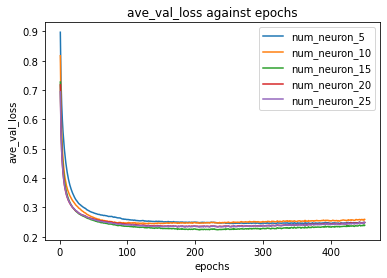 ave_val_loss against epochs
ave_val_loss
0.9
0.8
0.7
0.6
0.5
0.4
0.3
0.2
num_neuron_5
num_neuron_10
num_neuron_15
num_neuron_20
num_neuron_25
0 100 200 300 400
epochs